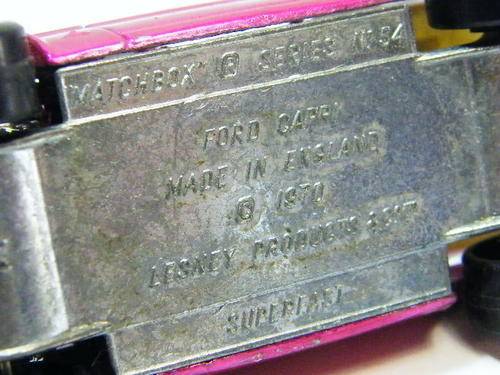 "MATCHBOX" ® SERIES No 54
FORD CAPRI
MADE IN ENGLAND
© 1970
LESNEY PRODUCTS & CO LTD
SUPERFAST